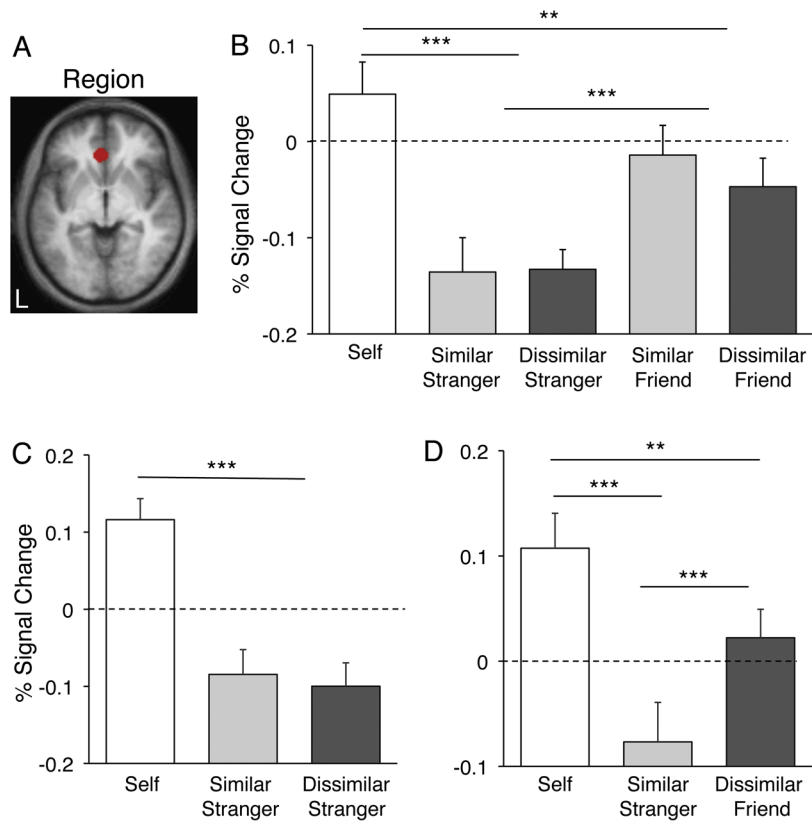 A
Region
L
B
% Signal Change
0.1
0
-0.1
-0.2
**
***
***
Self
Similar
Stranger
Dissimilar
Stranger
Similar
Friend
Dissimilar
Friend
C
% Signal Change
0.2
0.1
0
-0.1
-0.2
***
Self
Similar
Stranger
Dissimilar
Stranger
D
0.2
0.1
0
-0.1
**
***
***
Self
Similar
Stranger
Dissimilar
Friend